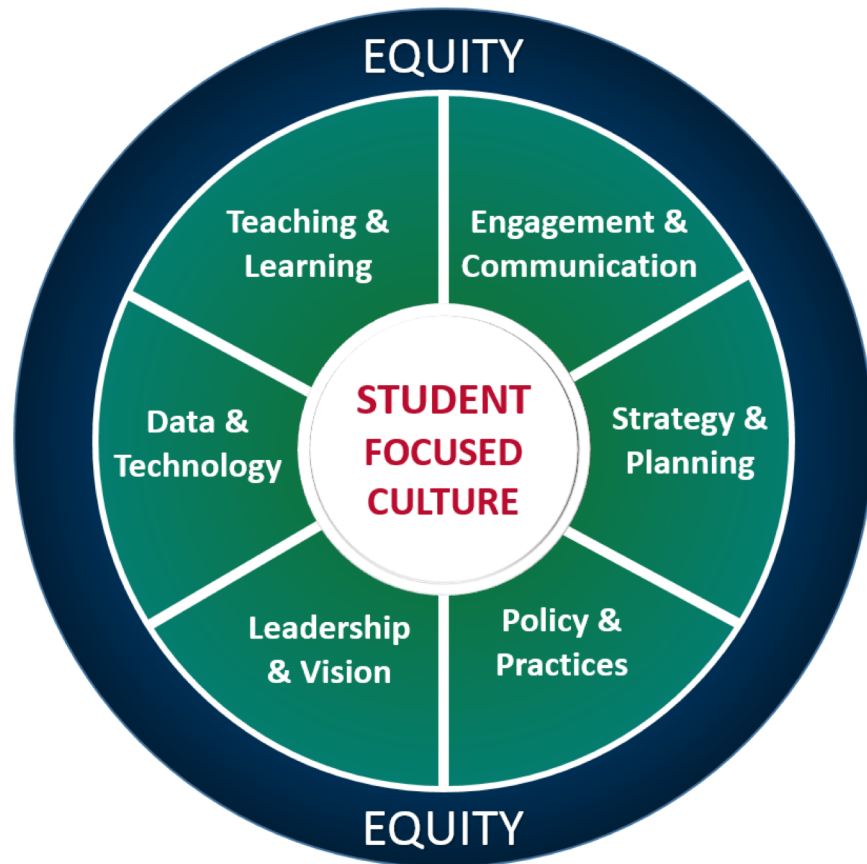 EQUITY
Teaching &
Learning
Engagement &
Communication
Data &
Technology
STUDENT
FOCUSED
CULTURE
Strategy &
Planning
Leadership
& Vision
Policy &
Practices
EQUITY